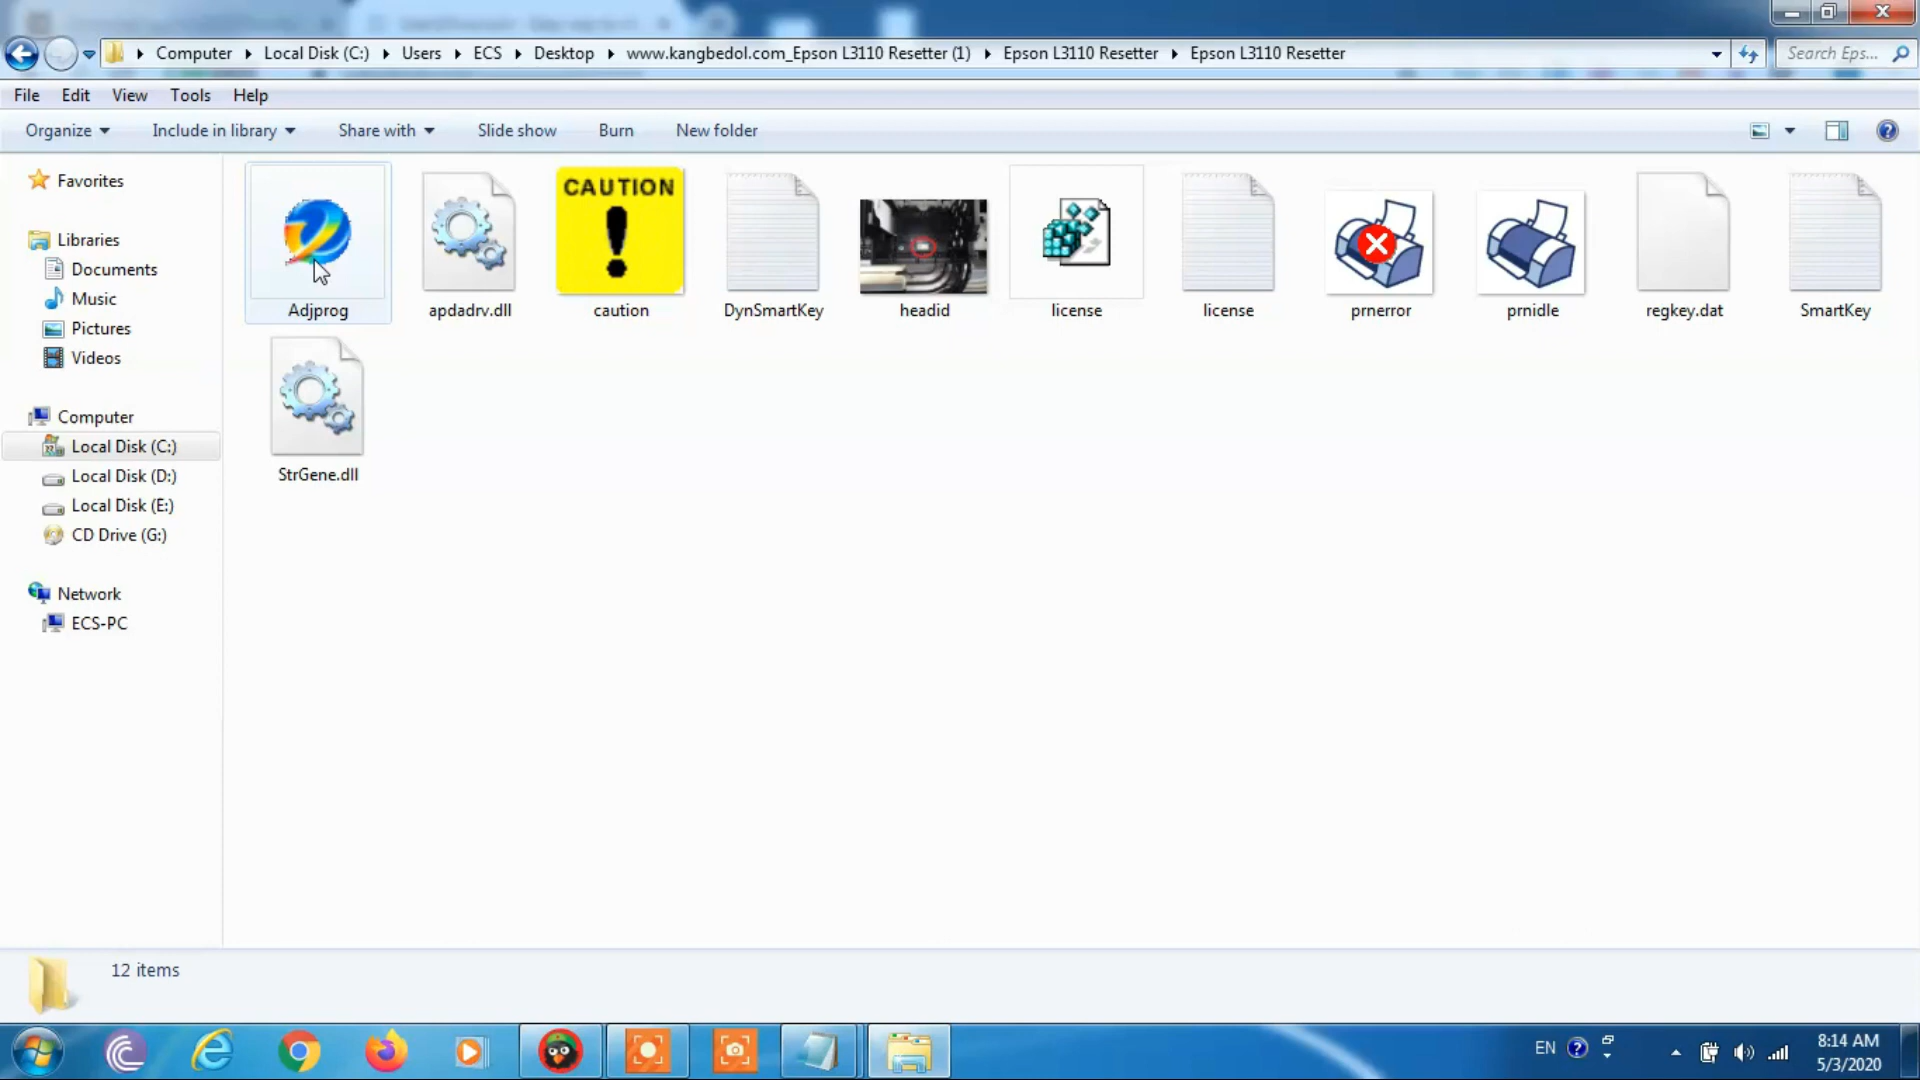 Computer Local Disk (C:) Users ECS Desktop www.kangbedol.com_Epson L3110 Resetter (1) Epson L3110 Resetter Epson L3110 Resetter
Search Eps...
File Edit View Tools Help
Organize Include in library Share with Slide show Burn New folder
Favorites
Libraries
Documents
Music
Pictures
Videos
Computer
Local Disk (C:)
Local Disk (D:)
Local Disk (E:)
CD Drive (G:)
Network
ECS-PC
CAUTION
!
Adjprog apdadrv.dll caution DynSmartKey headid license license prnerror prnidle regkey.dat SmartKey
StrGene.dll
12 items
EN
8:14 AM
5/3/2020